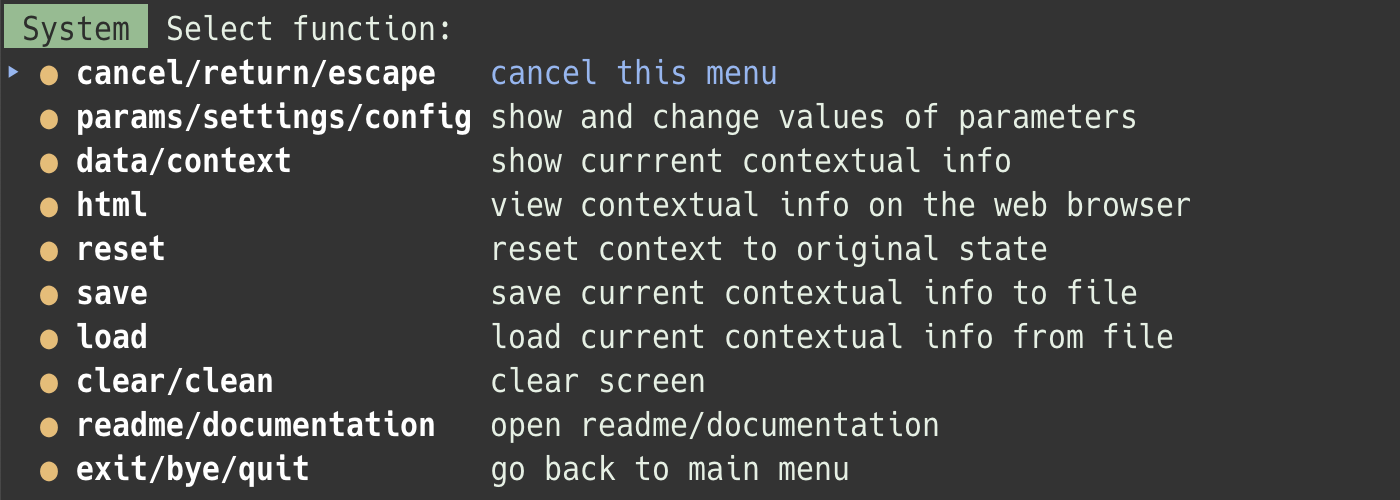 System Select function:
cancel/return/escape cancel this menu
params/settings/config show and change values of parameters
data/context show currrent contextual info
html view contextual info on the web browser
reset reset context to original state
save save current contextual info to file
load load current contextual info from file
clear/clean clear screen
readme/documentation open readme/documentation
exit/bye/quit go back to main menu